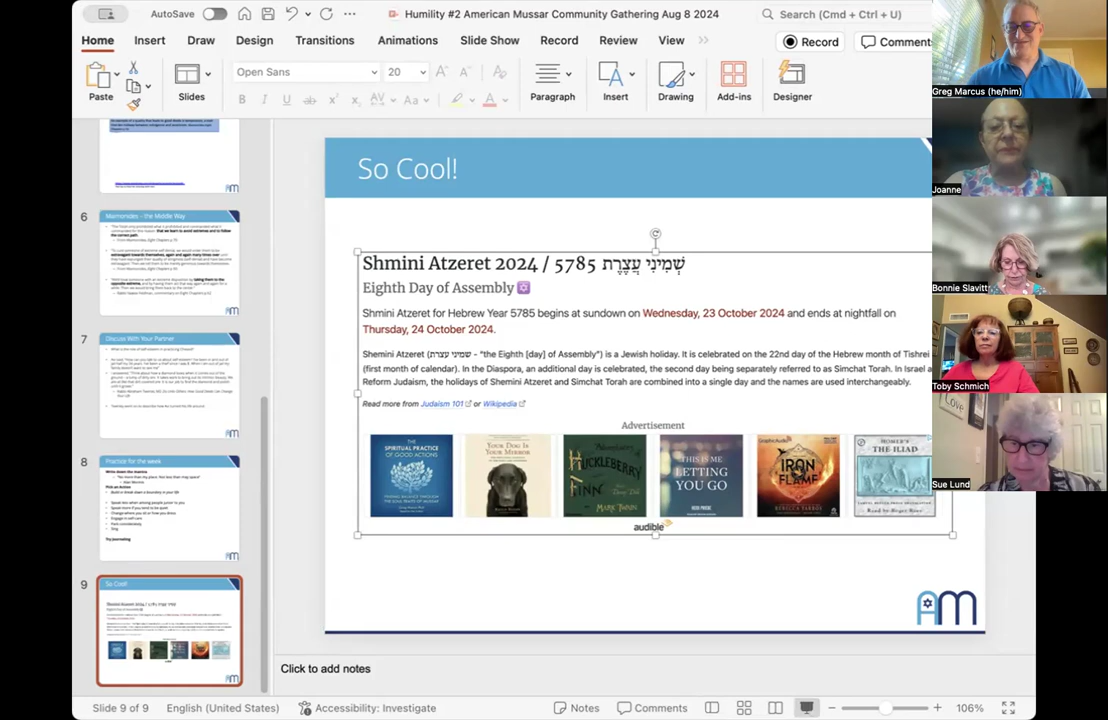 AutoSave
Humility #2 American Mussar Community Gathering Aug 8 2024
Search (Cmd + Ctrl + U)
Home Insert Draw Design Transitions Animations Slide Show Record Review View
Record
Comment
Open Sans 20
Paste Slides Paragraph Insert Drawing Add-ins Designer
Greg Marcus (he/him)
Joanne
Bonnie Slavitt
Toby Schmich
Sue Lund
6
Maimonides - the Middle Way
7
Discuss With Your Partner
8
Practice for the week
9
So Cool!
So Cool!
Shmini Atzeret 2024 / 5785 שְׁמִינִי עֲצֶרֶת
Eighth Day of Assembly
Shmini Atzeret for Hebrew Year 5785 begins at sundown on Wednesday, 23 October 2024 and ends at nightfall on
Thursday, 24 October 2024.
Shmini Atzeret (שמיני עצרת - "the Eighth [day] of Assembly") is a Jewish holiday. It is celebrated on the 22nd day of the Hebrew month of Tishrei
(first month of calendar). In the Diaspora, an additional day is celebrated, the second day being separately referred to as Simchat Torah. In Israel a
Reform Judaism, the holidays of Shemini Atzeret and Simchat Torah are combined into a single day and the names are used interchangeably.
Read more from Judaism 101 or Wikipedia
Advertisement
THE SPIRITUAL PRACTICE OF GOOD ACTIONS
YOUR DOG IS YOUR MIRROR
HUCKLEBERRY FINN MARK TWAIN
THIS IS ME LETTING YOU GO
IRON FLAME
HOMER'S THE ILIAD
audible
AM
Click to add notes
Slide 9 of 9 English (United States) Accessibility: Investigate Notes Comments 106%